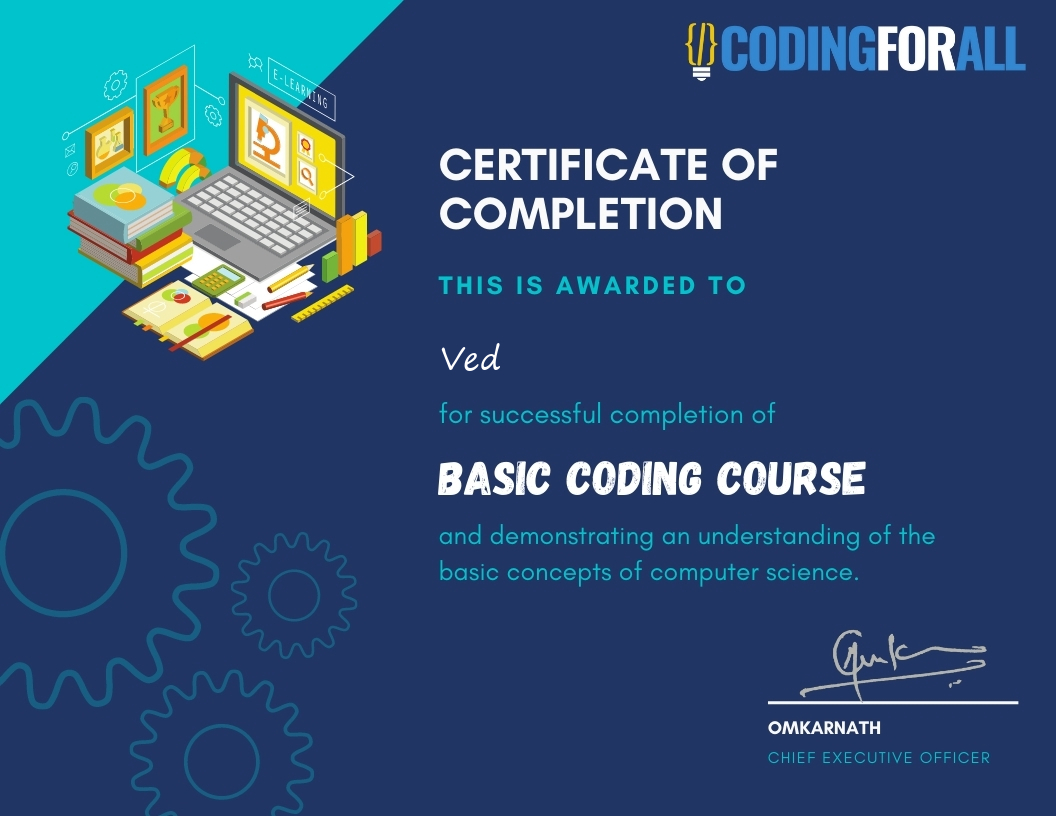 {/}CODINGFORALL
E-LEARNING
CERTIFICATE OF
COMPLETION
THIS IS AWARDED TO
Ved
for successful completion of
BASIC CODING COURSE
and demonstrating an understanding of the
basic concepts of computer science.
OMKARNATH
CHIEF EXECUTIVE OFFICER